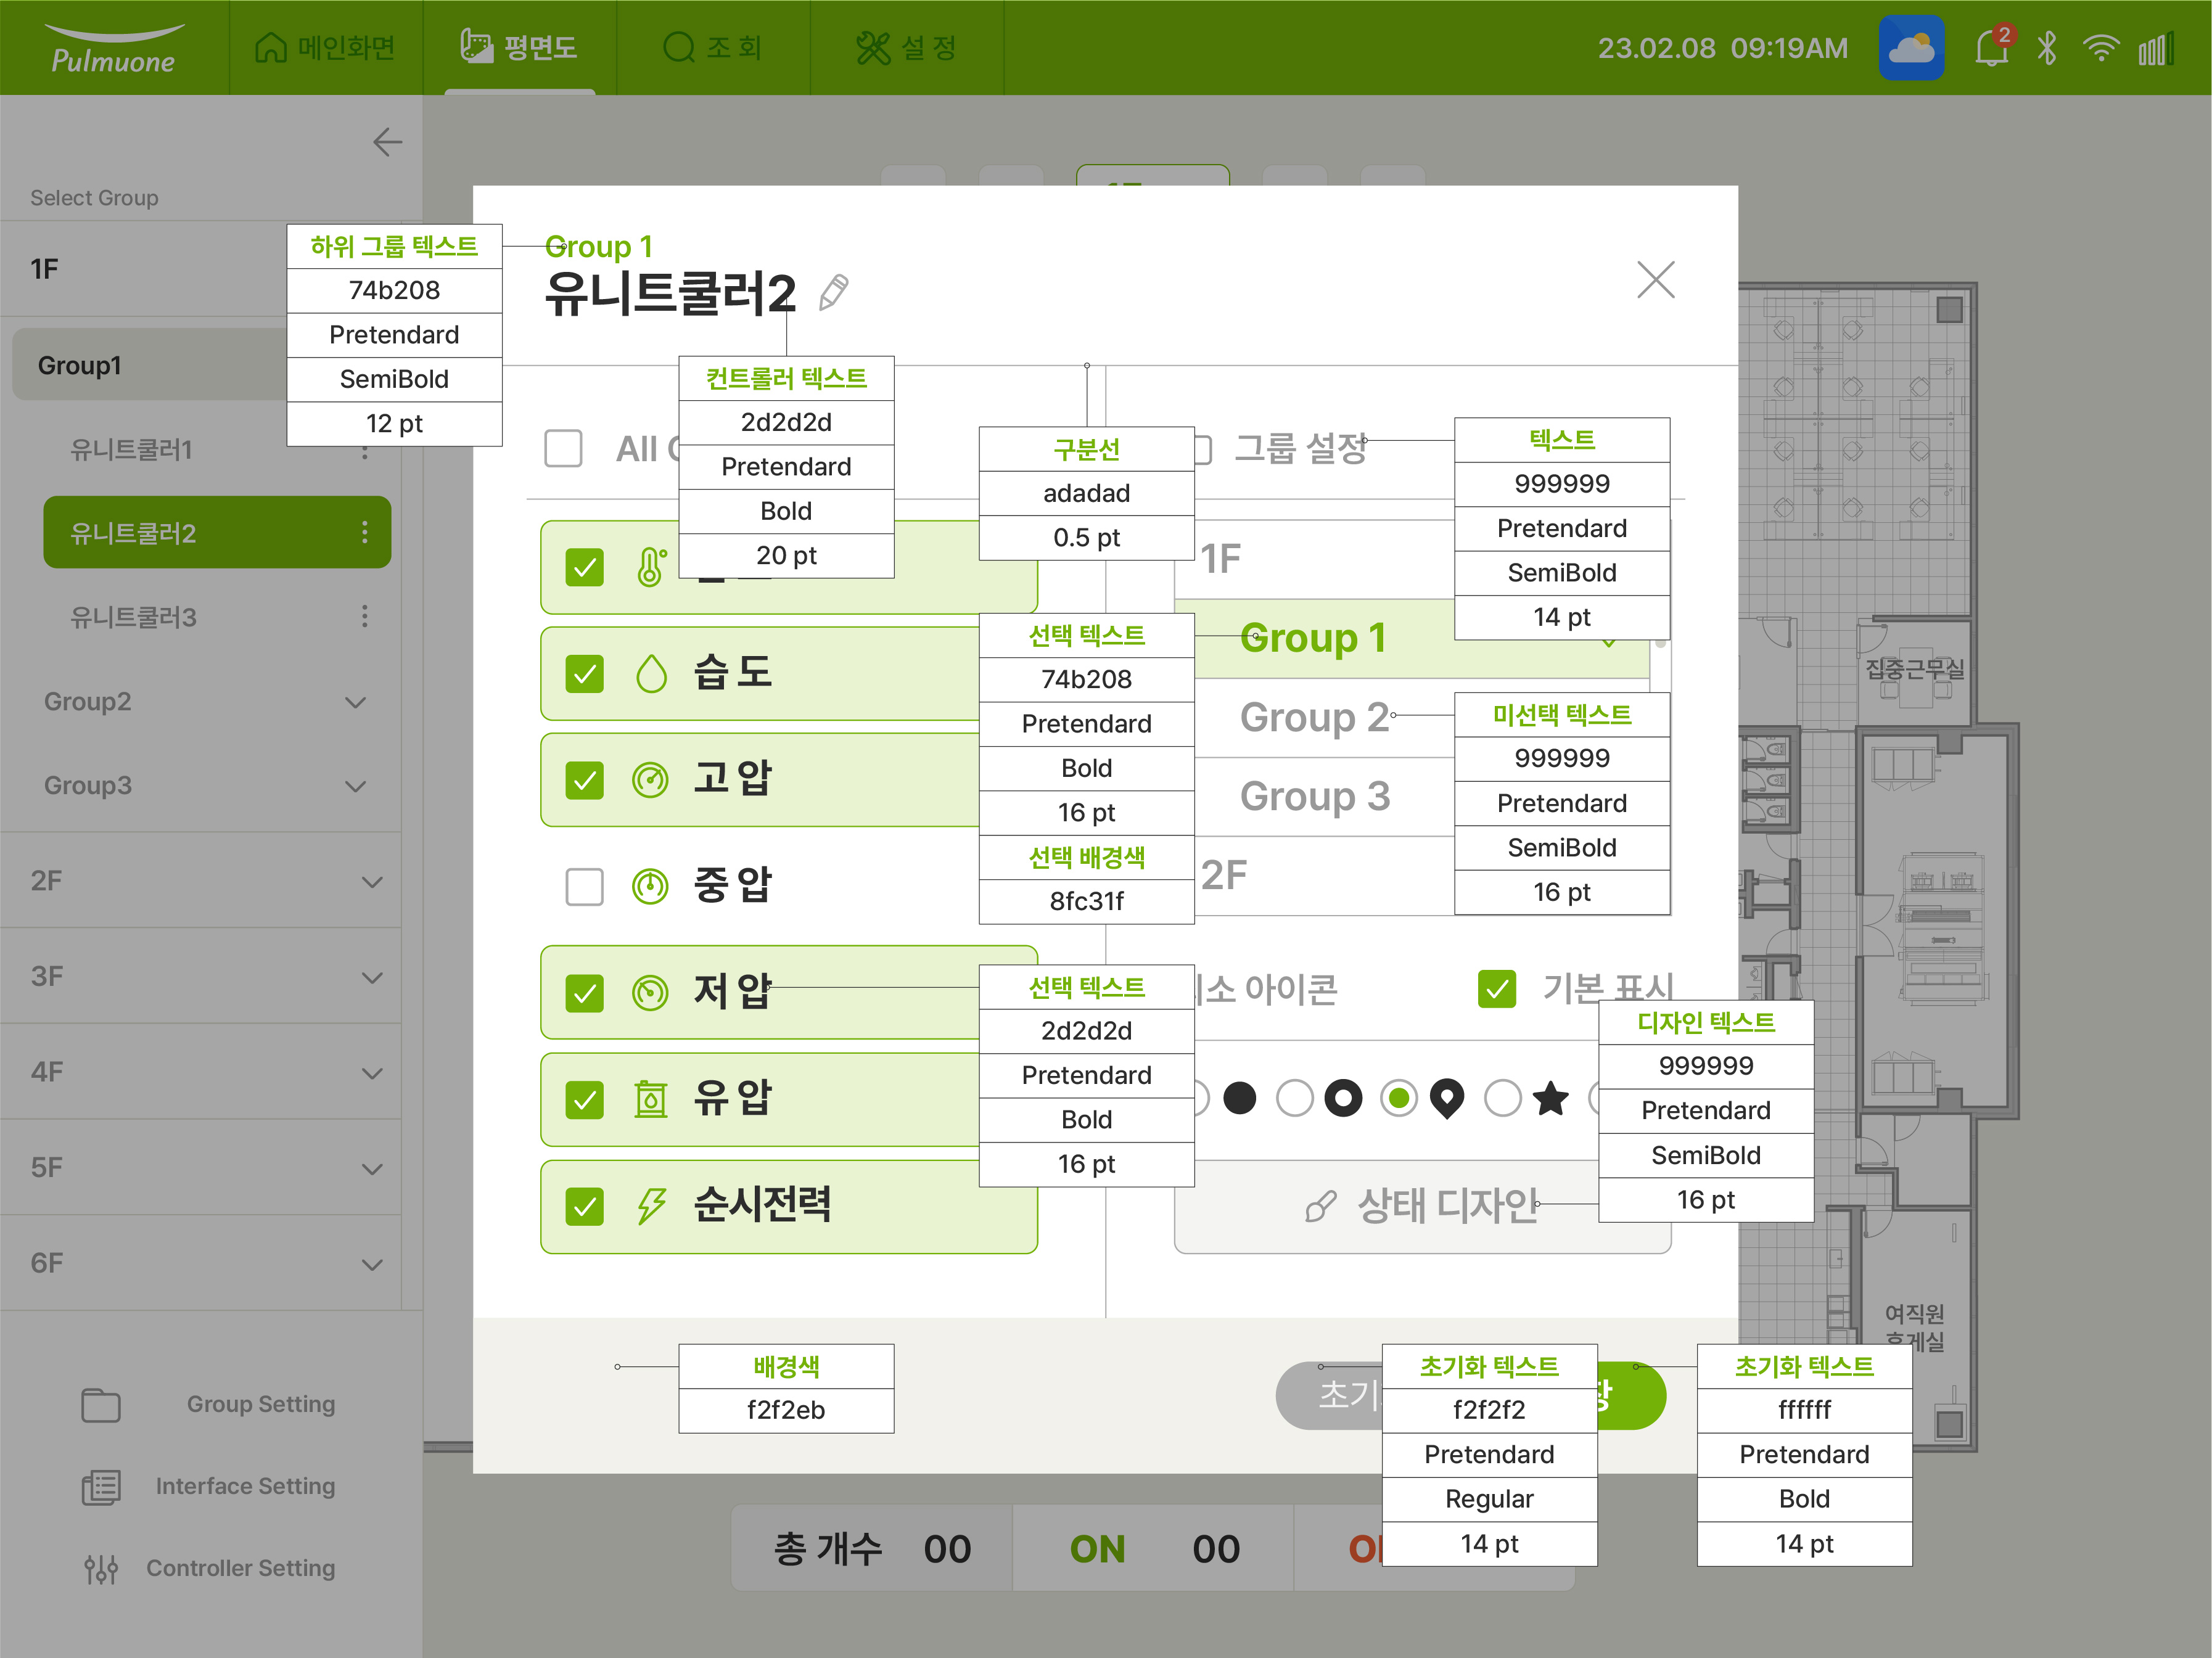 Pulmuone
메인화면
평면도
조 회
설 정
23.02.08 09:19AM
2
Select Group
1F
Group1
유니트쿨러1
유니트쿨러2
유니트쿨러3
Group2
Group3
2F
3F
4F
5F
6F
Group Setting
Interface Setting
Controller Setting
Group 1
유니트쿨러2
하위 그룹 텍스트
74b208
Pretendard
SemiBold
12 pt
컨트롤러 텍스트
2d2d2d
Pretendard
Bold
20 pt
구분선
adadad
0.5 pt
All
그룹 설정
텍스트
999999
Pretendard
SemiBold
14 pt
습 도
고 압
중 압
저 압
유 압
순시전력
1F
Group 1
Group 2
Group 3
2F
선택 텍스트
74b208
Pretendard
Bold
16 pt
선택 배경색
8fc31f
미선택 텍스트
999999
Pretendard
SemiBold
16 pt
선택 텍스트
2d2d2d
Pretendard
Bold
16 pt
아이콘
기본 표시
디자인 텍스트
999999
Pretendard
SemiBold
16 pt
상태 디자인
배경색
f2f2eb
초기화 텍스트
f2f2f2
Pretendard
Regular
14 pt
초기화 텍스트
ffffff
Pretendard
Bold
14 pt
집중근무실
여직원
휴게실
총 개수 00
ON 00